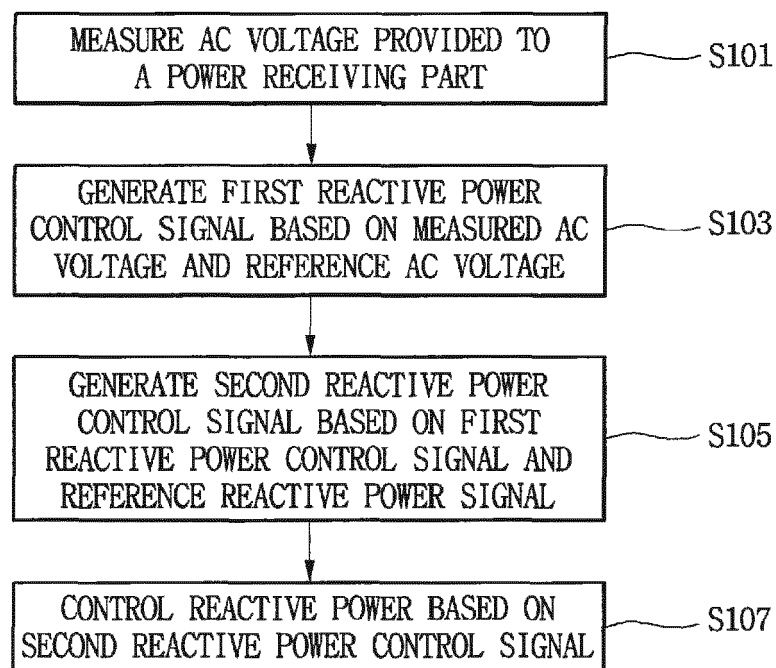 MEASURE AC VOLTAGE PROVIDED TO
A POWER RECEIVING PART
S101
GENERATE FIRST REACTIVE POWER
CONTROL SIGNAL BASED ON MEASURED AC
VOLTAGE AND REFERENCE AC VOLTAGE
S103
GENERATE SECOND REACTIVE POWER
CONTROL SIGNAL BASED ON FIRST
REACTIVE POWER CONTROL SIGNAL AND
REFERENCE REACTIVE POWER SIGNAL
S105
CONTROL REACTIVE POWER BASED ON
SECOND REACTIVE POWER CONTROL SIGNAL
S107